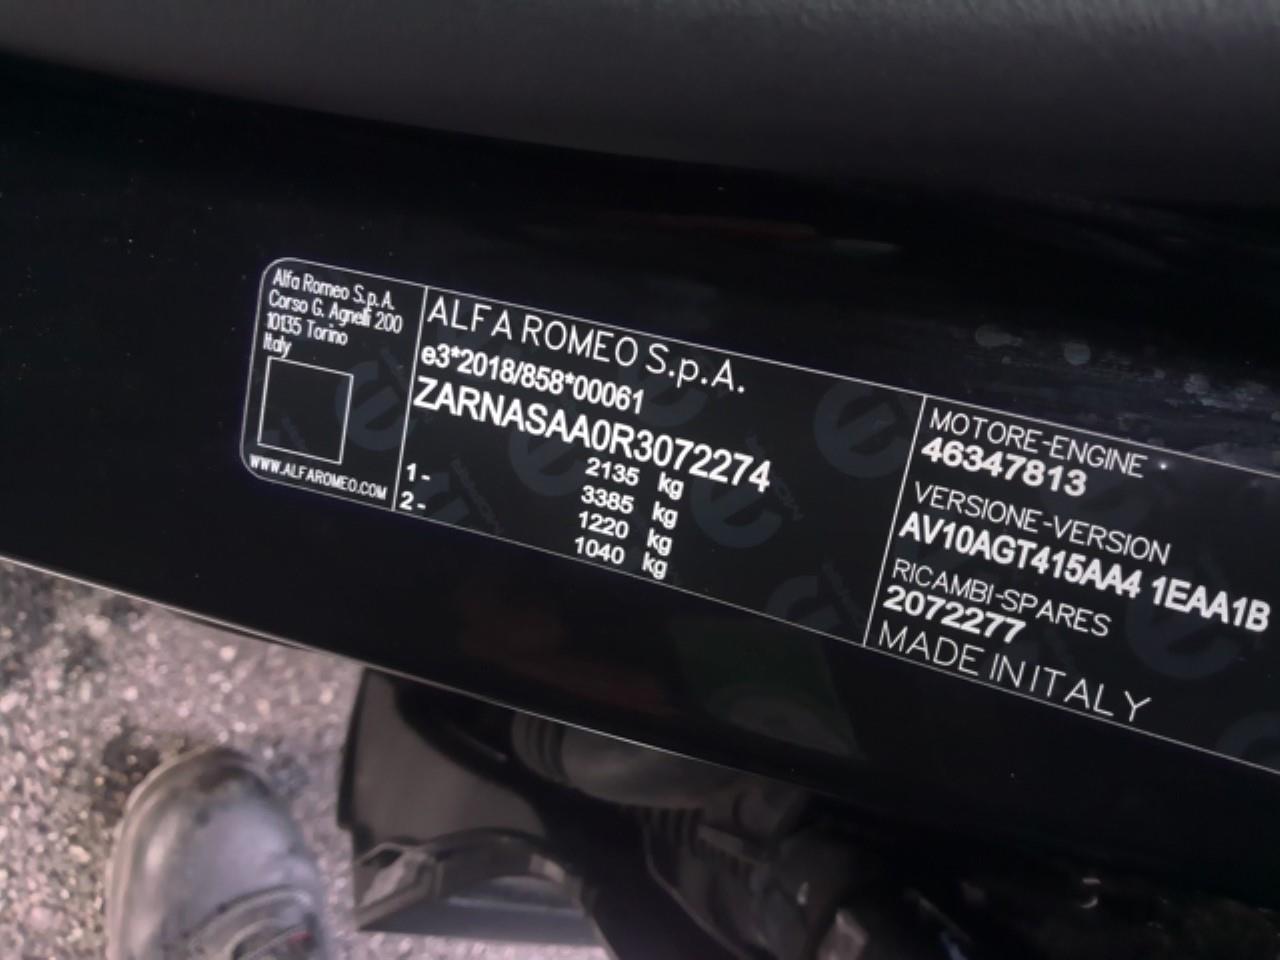 Alfa Romeo S.p.A.
Corso G. Agnelli 200
10135 Torino
Italy
WWW.ALFAROMEO.COM
ALFA ROMEO S.p.A.
e3*2018/858*00061
ZARNASAA0R3072274
2135 kg
3385 kg
1 - 1220 kg
2 - 1040 kg
MOTORE-ENGINE
46347813
VERSIONE-VERSION
AV10AGT415AA4 1EAA1B
RICAMBI-SPARES
2072277
MADE IN ITALY